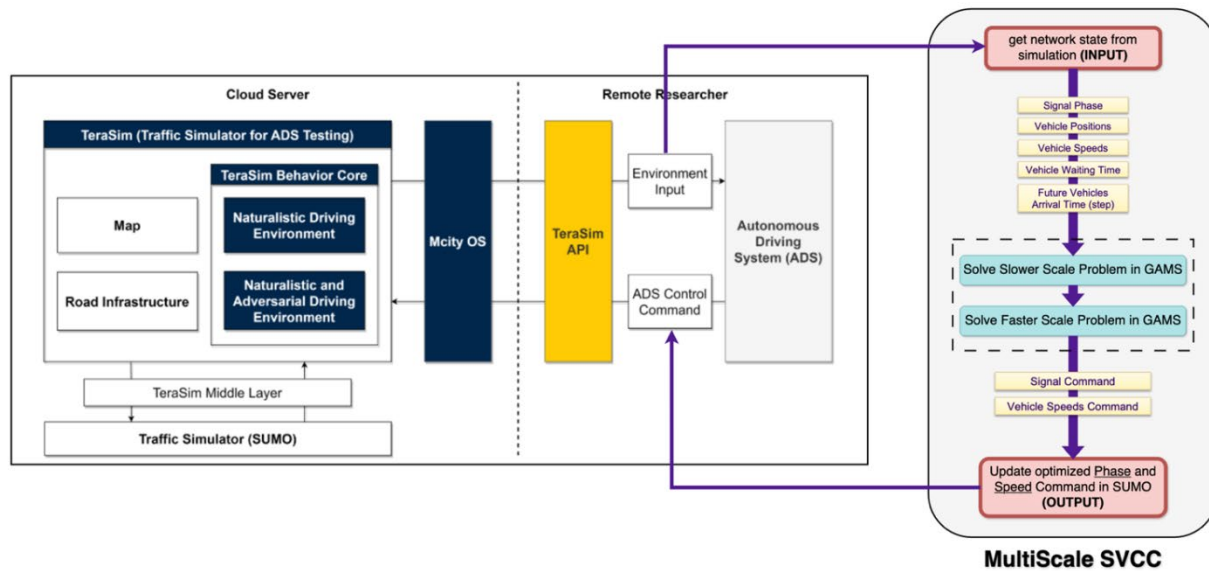 Cloud Server
Remote Researcher
TeraSim (Traffic Simulator for ADS Testing)
TeraSim Behavior Core
Map
Naturalistic Driving
Environment
Road Infrastructure
Naturalistic and
Adversarial Driving
Environment
Mcity OS
TeraSim
API
Environment
Input
ADS Control
Command
Autonomous
Driving
System (ADS)
TeraSim Middle Layer
Traffic Simulator (SUMO)
get network state from
simulation (INPUT)
Signal Phase
Vehicle Positions
Vehicle Speeds
Vehicle Waiting Time
Future Vehicles
Arrival Time (step)
Solve Slower Scale Problem in GAMS
Solve Faster Scale Problem in GAMS
Signal Command
Vehicle Speeds Command
Update optimized Phase and
Speed Command in SUMO
(OUTPUT)
MultiScale SVCC